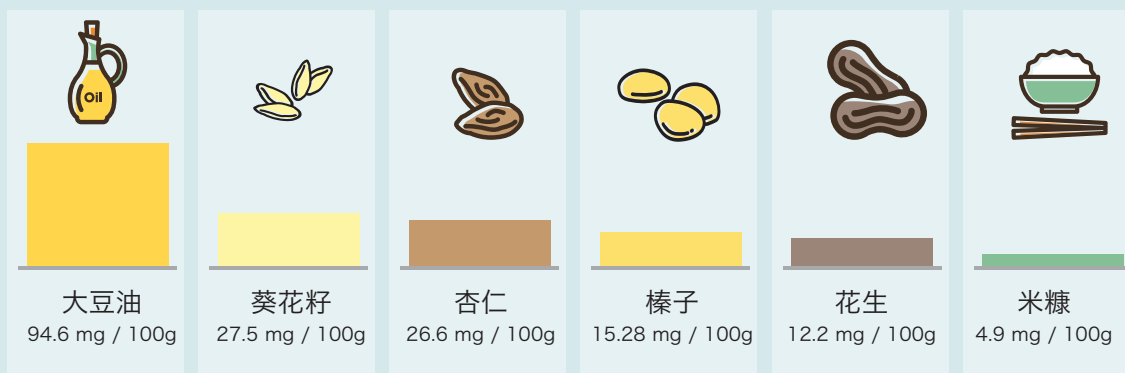 Oil
大豆油
94.6 mg / 100g
葵花籽
27.5 mg / 100g
杏仁
26.6 mg / 100g
榛子
15.28 mg / 100g
花生
12.2 mg / 100g
米糠
4.9 mg / 100g